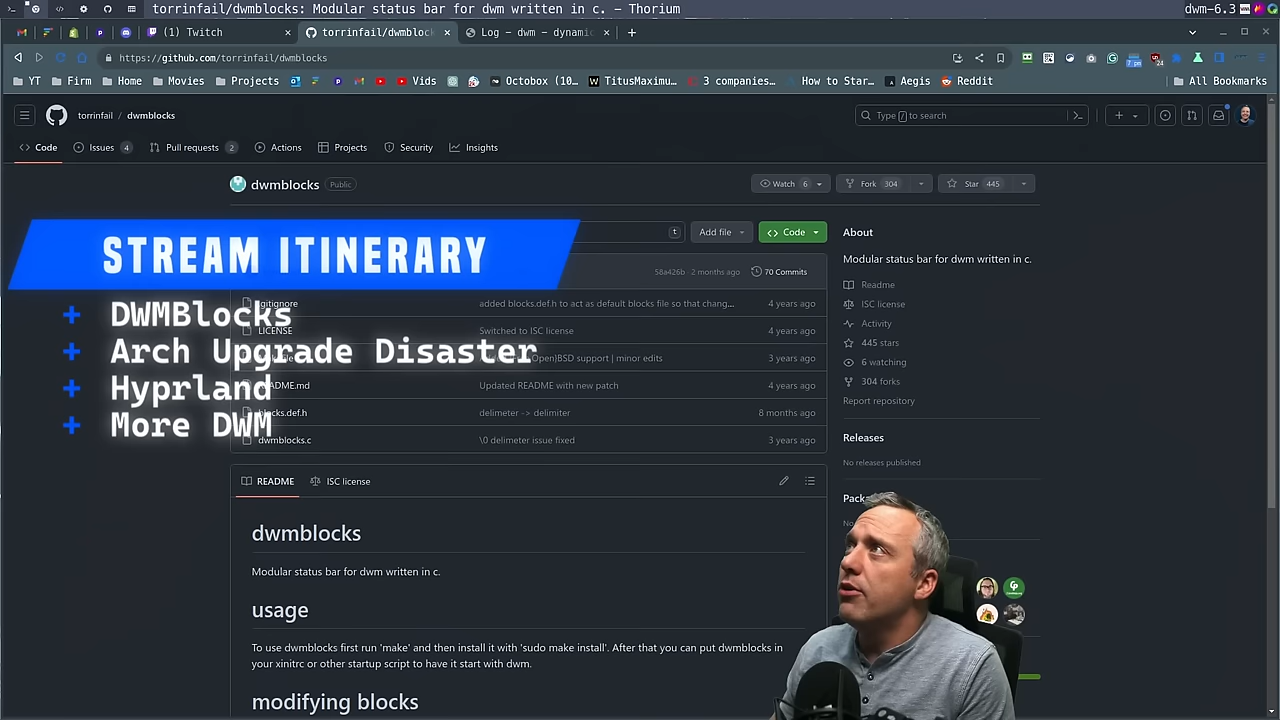 torrinfail/dwmblocks: Modular status bar for dwm written in c. – Thorium
dwm-6.3
(1) Twitch
torrinfail/dwmblock
Log – dwm – dynamic
https://github.com/torrinfail/dwmblocks
YT Firm Home Movies Projects M Vids Octobox (10... TitusMaximu... 3 companies... How to Star... Aegis Reddit All Bookmarks
torrinfail / dwmblocks
Type / to search
Code Issues 4 Pull requests 2 Actions Projects Security Insights
dwmblocks Public
Watch 6 Fork 304 Star 445
t Add file Code
About
Modular status bar for dwm written in c.
STREAM ITINERARY
58a426b · 2 months ago 70 Commits
Readme
.gitignore added blocks.def.h to act as default blocks file so that chang... 4 years ago
ISC license
+ DWMBlocks
LICENSE Switched to ISC license 4 years ago
Activity
+ Arch Upgrade Disaster
Open)BSD support | minor edits 3 years ago
445 stars
6 watching
+ Hyprland
README.md Updated README with new patch 4 years ago
304 forks
Report repository
+ More DWM
blocks.def.h delimeter -> delimiter 8 months ago
dwmblocks.c \0 delimeter issue fixed 3 years ago
Releases
No releases published
README ISC license
dwmblocks
Modular status bar for dwm written in c.
usage
To use dwmblocks first run 'make' and then install it with 'sudo make install'. After that you can put dwmblocks in
your xinitrc or other startup script to have it start with dwm.
modifying blocks